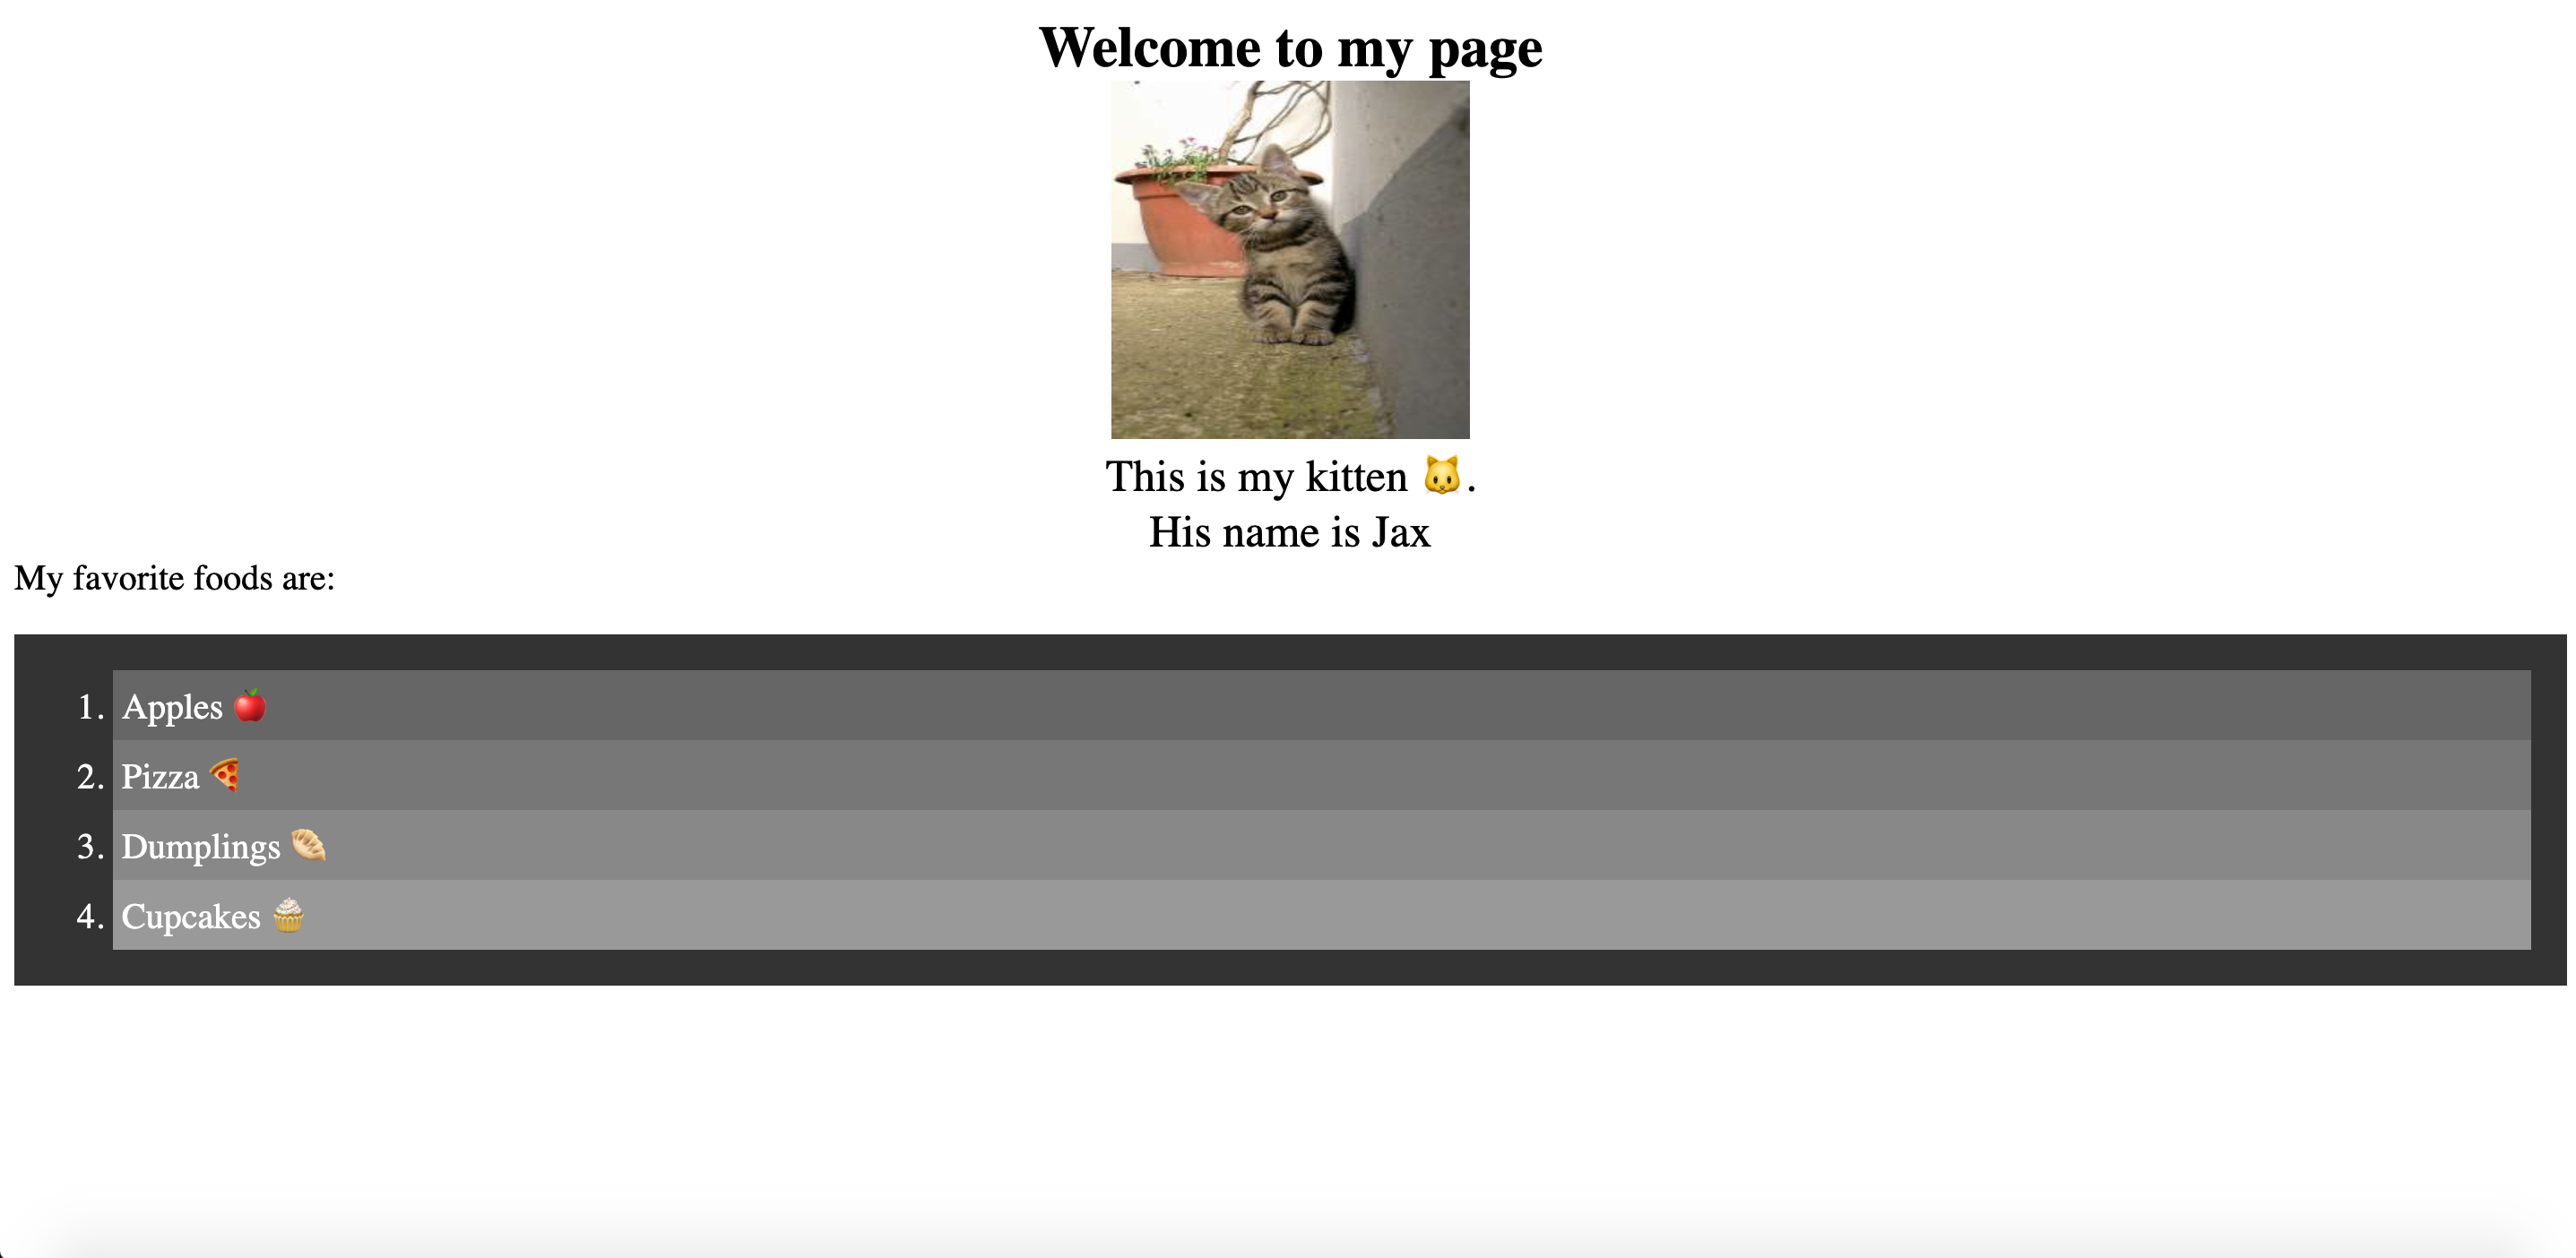 Welcome to my page
This is my kitten 🐱.
His name is Jax
My favorite foods are:
1. Apples 🍎
2. Pizza 🍕
3. Dumplings 🥟
4. Cupcakes 🧁